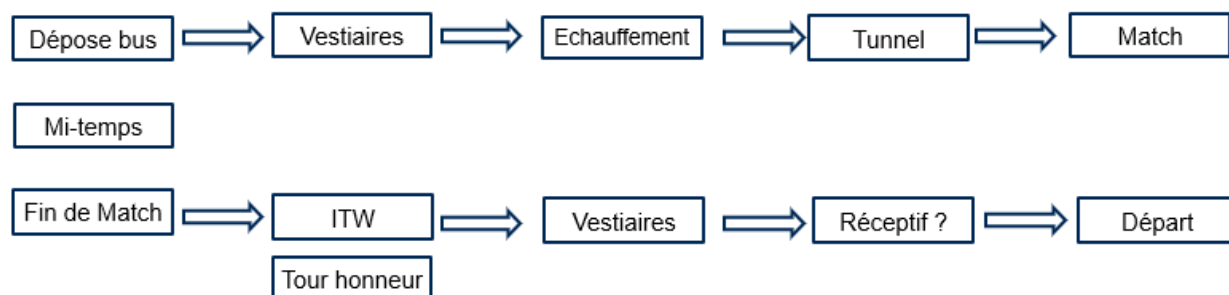 Dépose bus
Vestiaires
Echauffement
Tunnel
Match
Mi-temps
Fin de Match
ITW
Vestiaires
Réceptif ?
Départ
Tour honneur